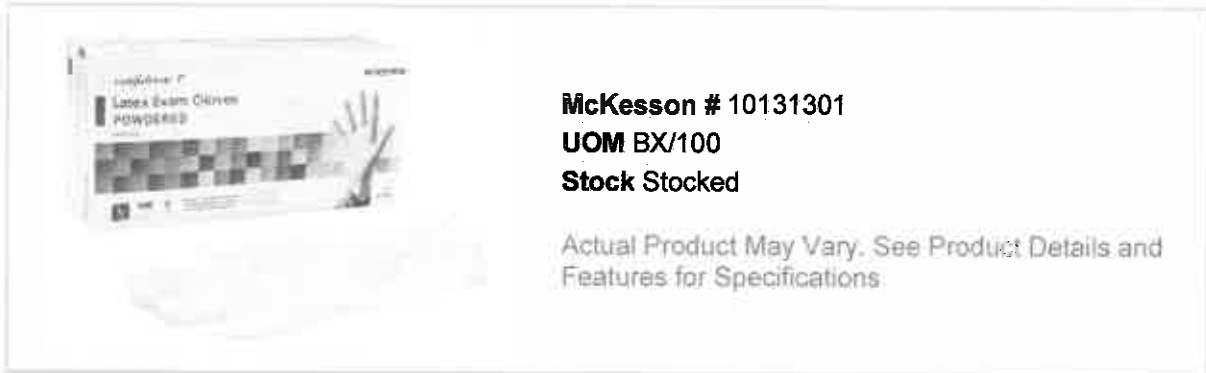 Latex Exam Gloves
POWDERED
McKesson # 10131301
UOM BX/100
Stock Stocked
Actual Product May Vary. See Product Details and
Features for Specifications